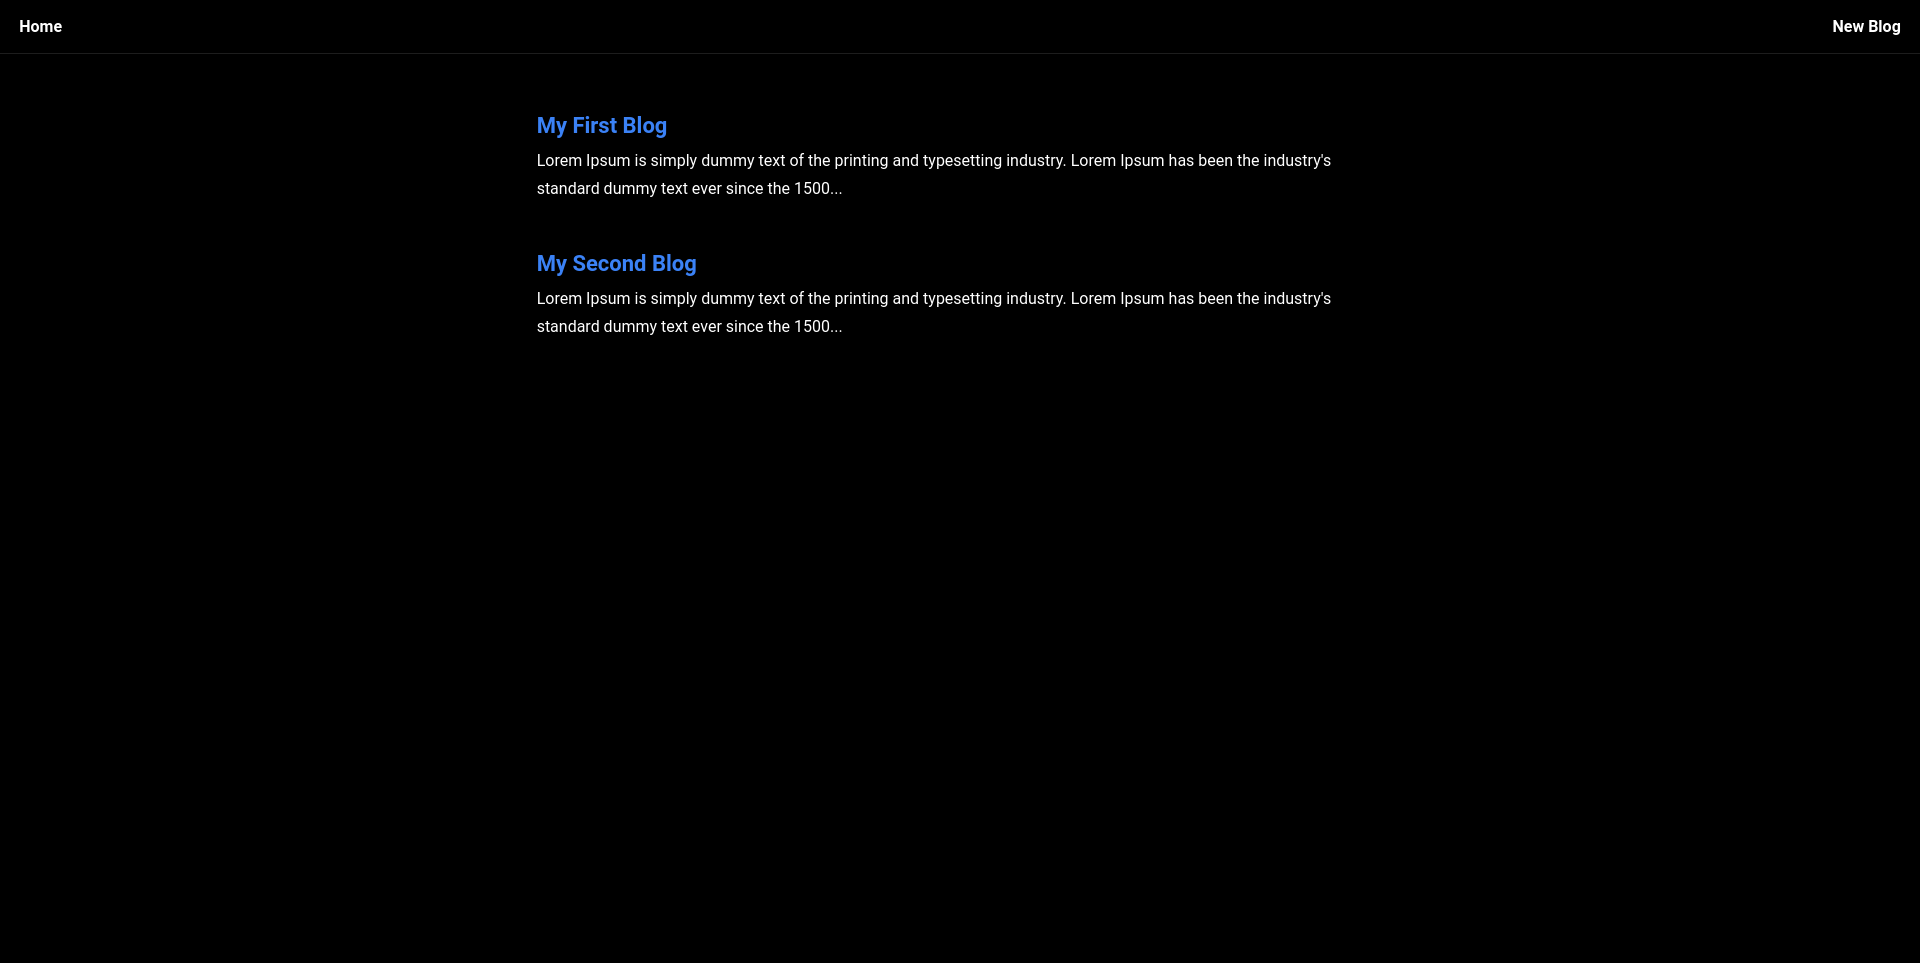 Home
New Blog
My First Blog
Lorem Ipsum is simply dummy text of the printing and typesetting industry. Lorem Ipsum has been the industry's
standard dummy text ever since the 1500...
My Second Blog
Lorem Ipsum is simply dummy text of the printing and typesetting industry. Lorem Ipsum has been the industry's
standard dummy text ever since the 1500...